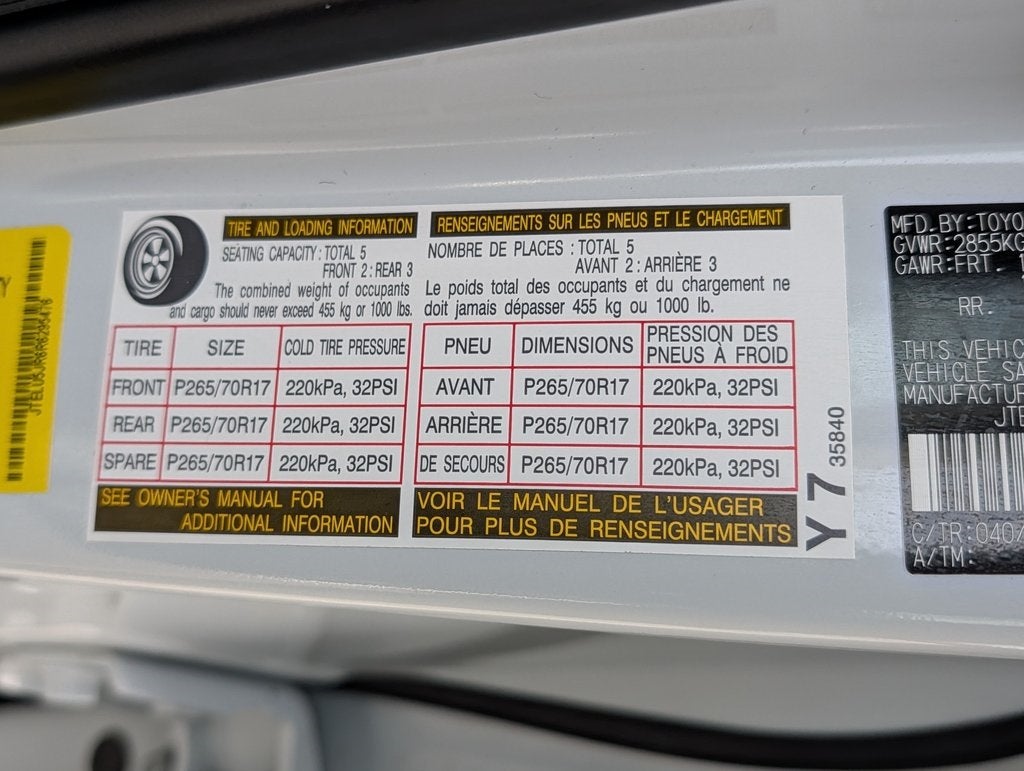 TIRE AND LOADING INFORMATION
SEATING CAPACITY : TOTAL 5
FRONT 2 : REAR 3
The combined weight of occupants
and cargo should never exceed 455 kg or 1000 lbs.
TIRE SIZE COLD TIRE PRESSURE
FRONT P265/70R17 220kPa, 32PSI
REAR P265/70R17 220kPa, 32PSI
SPARE P265/70R17 220kPa, 32PSI
SEE OWNER'S MANUAL FOR
ADDITIONAL INFORMATION
RENSEIGNEMENTS SUR LES PNEUS ET LE CHARGEMENT
NOMBRE DE PLACES : TOTAL 5
AVANT 2 : ARRIÈRE 3
Le poids total des occupants et du chargement ne
doit jamais dépasser 455 kg ou 1000 lb.
PNEU DIMENSIONS PRESSION DES
PNEUS À FROID
AVANT P265/70R17 220kPa, 32PSI
ARRIÈRE P265/70R17 220kPa, 32PSI
DE SECOURS P265/70R17 220kPa, 32PSI
VOIR LE MANUEL DE L'USAGER
POUR PLUS DE RENSEIGNEMENTS
Y 7
35840
MFD.BY:TOYO
GVWR:2855KG
GAWR:FRT. 1
RR.
THIS VEHIC
VEHICLE SA
MANUFACTUR
JTE
C/TR:040/
A/TM: